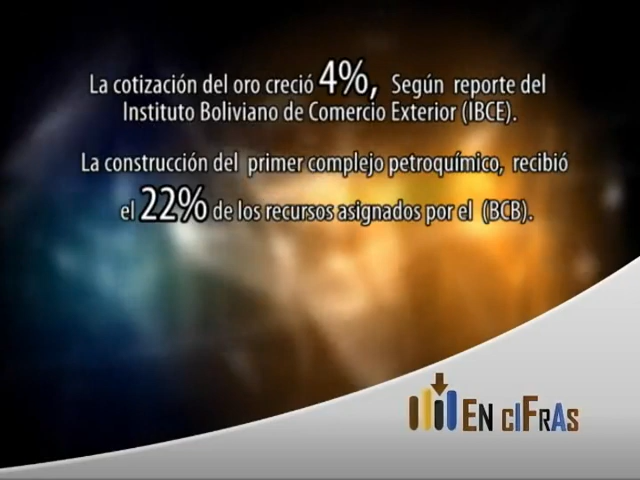 La cotización del oro creció 4%, Según reporte del
Instituto Boliviano de Comercio Exterior (IBCE).
La construcción del primer complejo petroquímico, recibió
el 22% de los recursos asignados por el (BCB).
EN ciFRAS